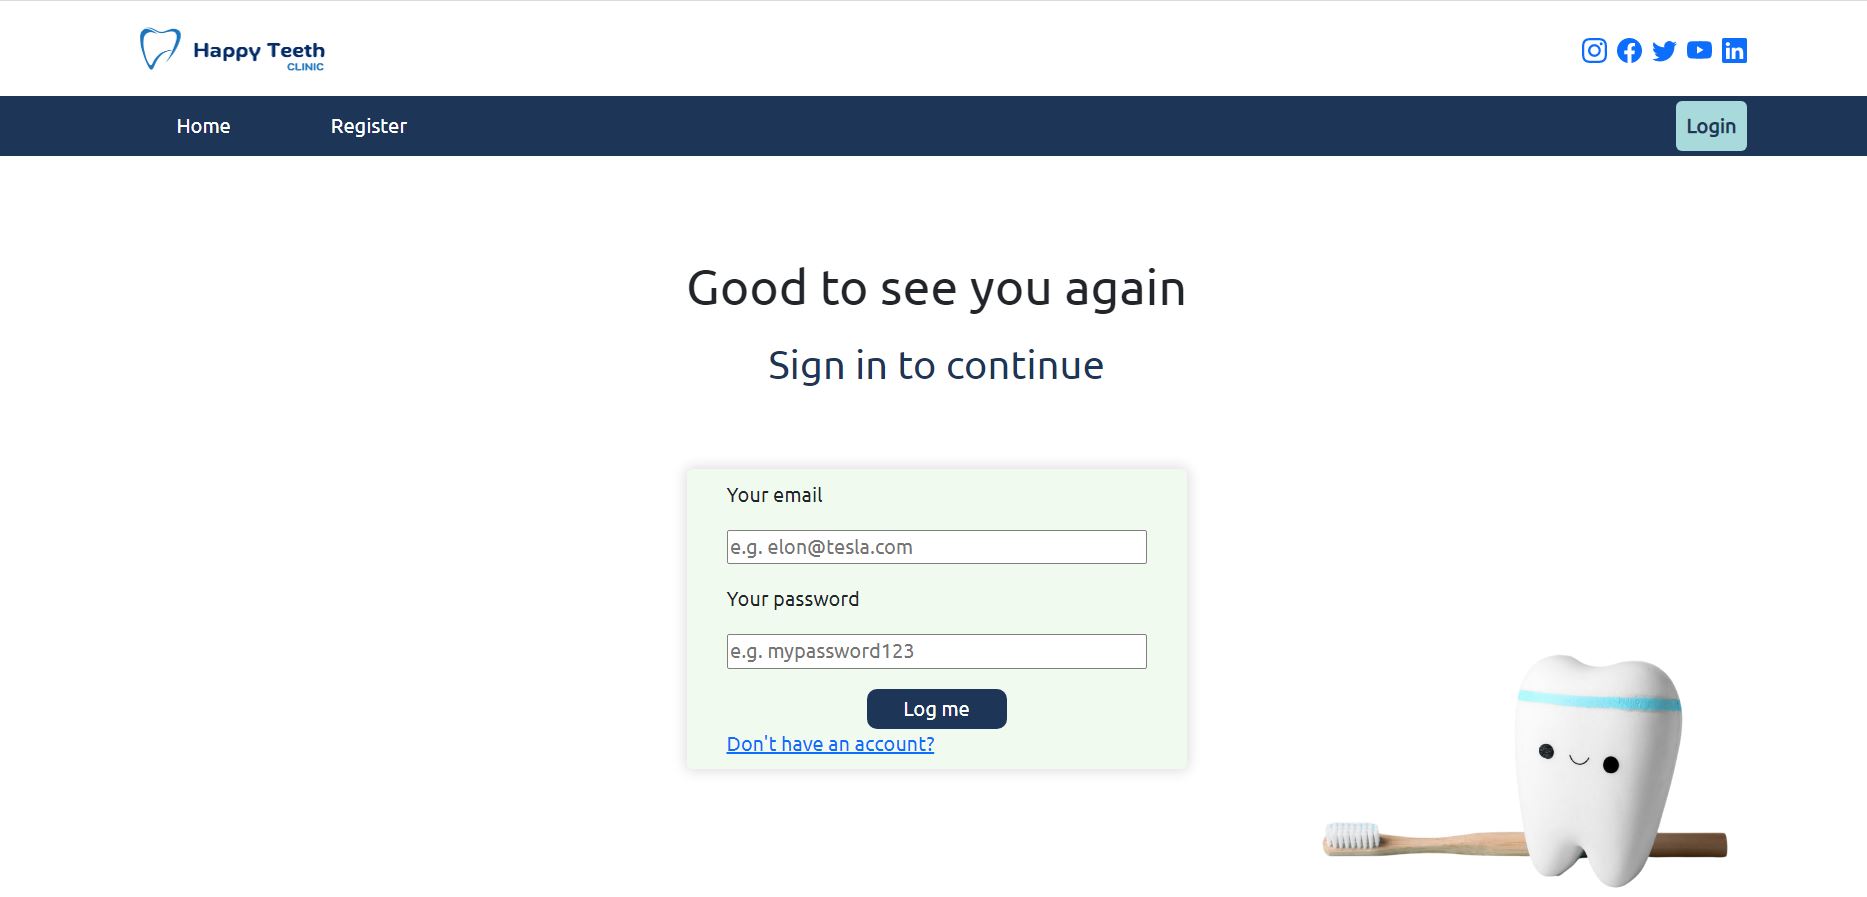 Happy Teeth
CLINIC
Home
Register
Login
Good to see you again
Sign in to continue
Your email
e.g. elon@tesla.com
Your password
e.g. mypassword123
Log me
Don't have an account?